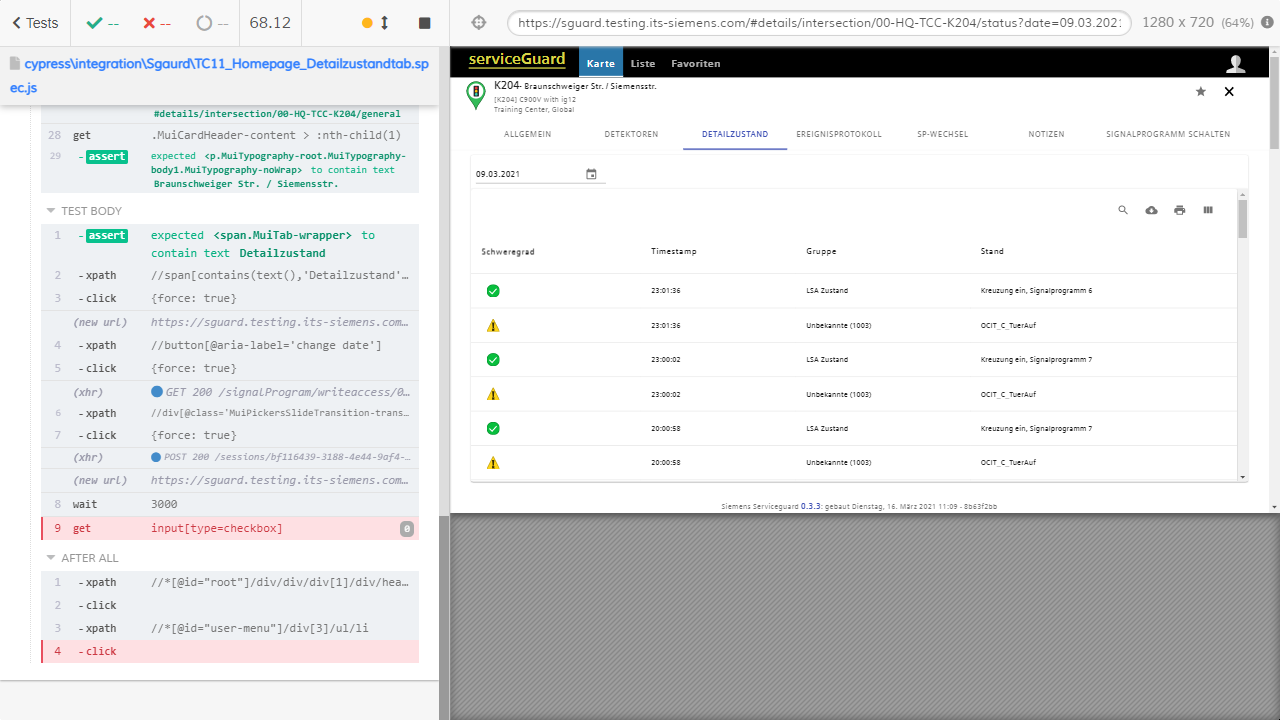 Tests
--
--
--
68.12
https://sguard.testing.its-siemens.com/#details/intersection/00-HQ-TCC-K204/status?date=09.03.2021
1280 x 720 (64%)
cypress\integration\Sgaurd\TC11_Homepage_Detailzustandtab.sp
ec.js
#details/intersection/00-HQ-TCC-K204/general
28 get .MuiCardHeader-content > :nth-child(1)
29 - assert expected <p.MuiTypography-root.MuiTypography-
body1.MuiTypography-noWrap> to contain text
Braunschweiger Str. / Siemensstr.
TEST BODY
1 - assert expected <span.MuiTab-wrapper> to
contain text Detailzustand
2 - xpath //span[contains(text(),'Detailzustand'…
3 - click {force: true}
(new url) https://sguard.testing.its-siemens.com…
4 - xpath //button[@aria-label='change date']
5 - click {force: true}
(xhr) GET 200 /signalProgram/writeaccess/0…
6 - xpath //div[@class='MuiPickersSlideTransition-trans…
7 - click {force: true}
(xhr) POST 200 /sessions/bf116439-3188-4e44-9af4-…
(new url) https://sguard.testing.its-siemens.com…
8 wait 3000
9 get input[type=checkbox] 0
AFTER ALL
1 - xpath //*[@id="root"]/div/div/div[1]/div/hea…
2 - click
3 - xpath //*[@id="user-menu"]/div[3]/ul/li
4 - click
serviceGuard Karte Liste Favoriten
K204- Braunschweiger Str. / Siemensstr.
[K204] C900V with ig12
Training Center, Global
ALLGEMEIN DETEKTOREN DETAILZUSTAND EREIGNISPROTOKOLL SP-WECHSEL NOTIZEN SIGNALPROGRAMM SCHALTEN
09.03.2021
Schweregrad Timestamp Gruppe Stand
23:01:36 LSA Zustand Kreuzung ein, Signalprogramm 6
23:01:36 Unbekannte (1003) OCIT_C_TuerAuf
23:00:02 LSA Zustand Kreuzung ein, Signalprogramm 7
23:00:02 Unbekannte (1003) OCIT_C_TuerAuf
20:00:58 LSA Zustand Kreuzung ein, Signalprogramm 7
20:00:58 Unbekannte (1003) OCIT_C_TuerAuf
Siemens Serviceguard 0.3.3: gebaut Dienstag, 16. März 2021 11:09 - 8b63f2bb